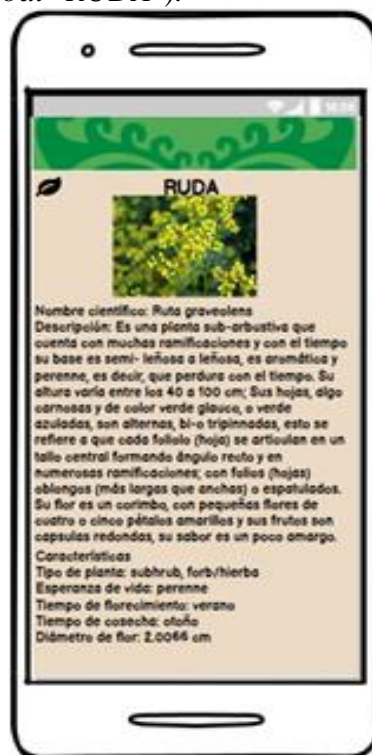 "RUDA").
RUDA
Nombre científico: Ruta graveolens
Descripción: Es una planta sub-arbustiva que
cuenta con muchas ramificaciones y con el tiempo
su base es semi- leñosa a leñosa, es aromática y
perenne, es decir, que perdura con el tiempo. Su
altura varía entre los 40 a 100 cm; Sus hojas, algo
carnosas y de color verde glauco, o verde
azuladas, son alternas, bi-o tripinnadas, esto se
refiere a que cada foliolo (hoja) se articulan en un
tallo central formando ángulo recto y en
numerosas ramificaciones; con folios (hojas)
oblongos (más largas que anchas) o espatulados.
Su flor es un corimbo, con pequeñas flores de
cuatro o cinco pétalos amarillos y sus frutos son
capsulas redondas, su sabor es un poco amargo.
Características
Tipo de planta: subhrub, forb/hierba
Esperanza de vida: perenne
Tiempo de florecimiento: verano
Tiempo de cosecha: otoño
Diámetro de flor: 2.0066 cm